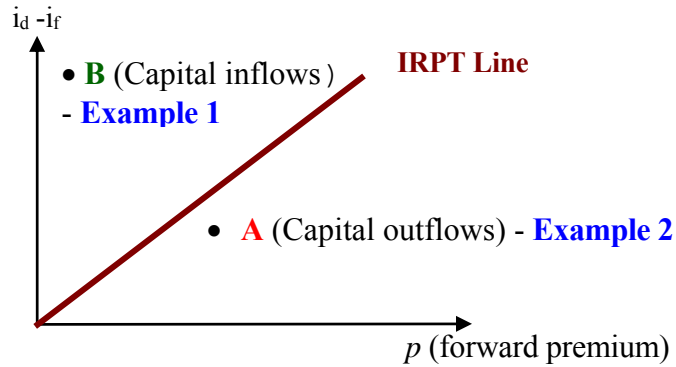 i_d -i_f
• B (Capital inflows)
- Example 1
IRPT Line
• A (Capital outflows) - Example 2
p (forward premium)